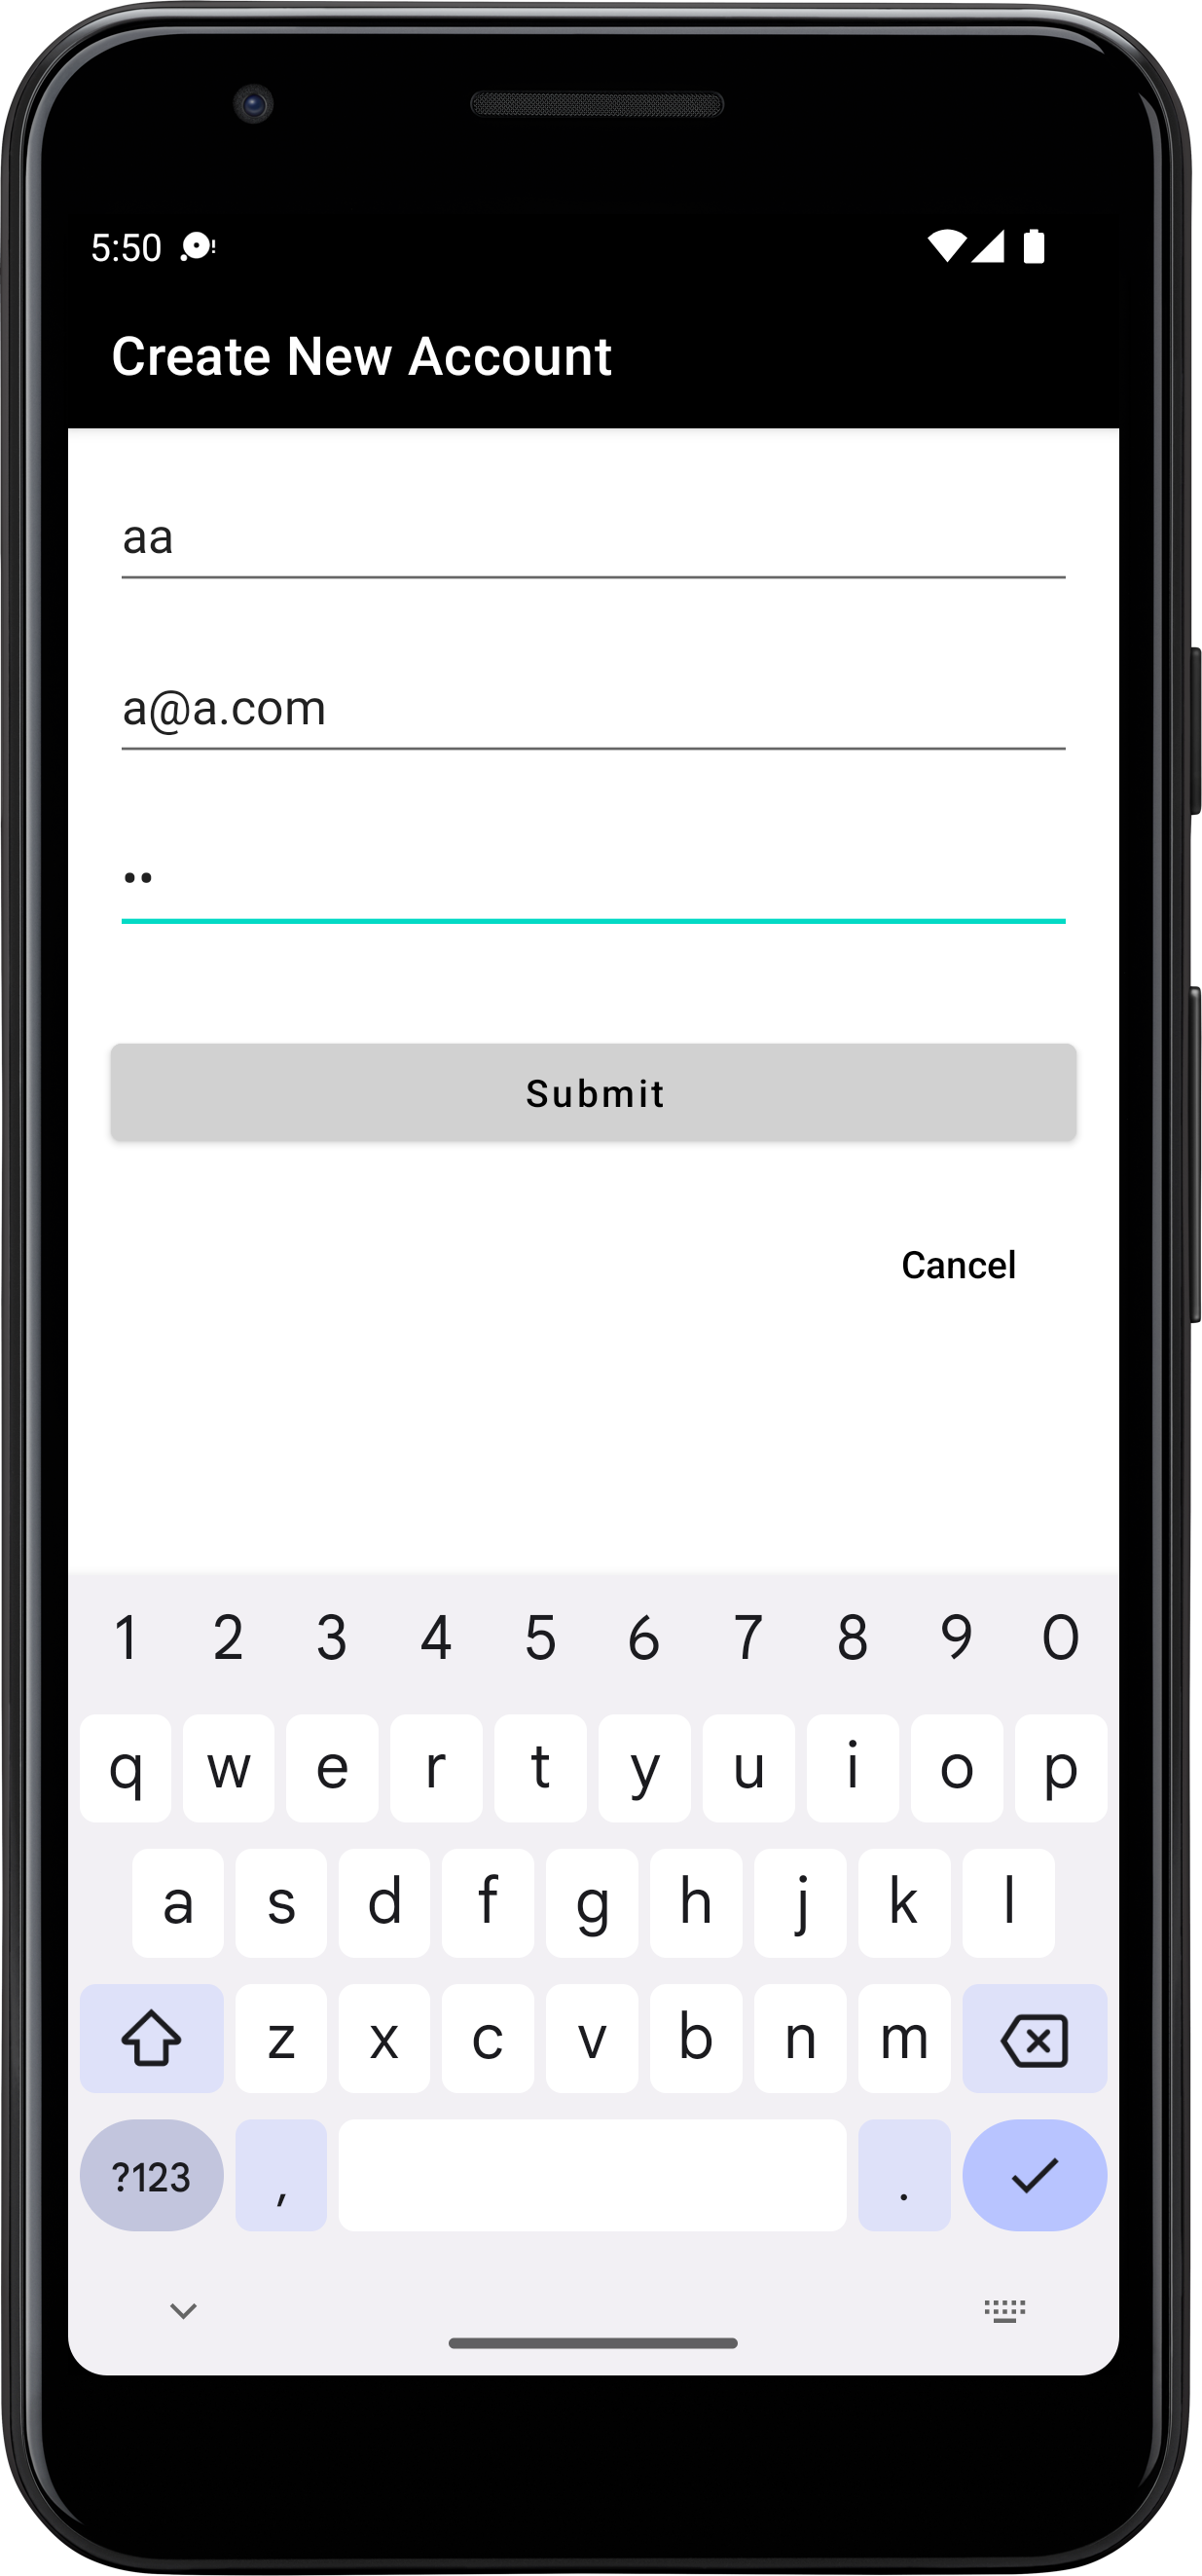 5:50
Create New Account
aa
a@a.com
••
Submit
Cancel
1 2 3 4 5 6 7 8 9 0
q w e r t y u i o p
a s d f g h j k l
z x c v b n m
?123 , .